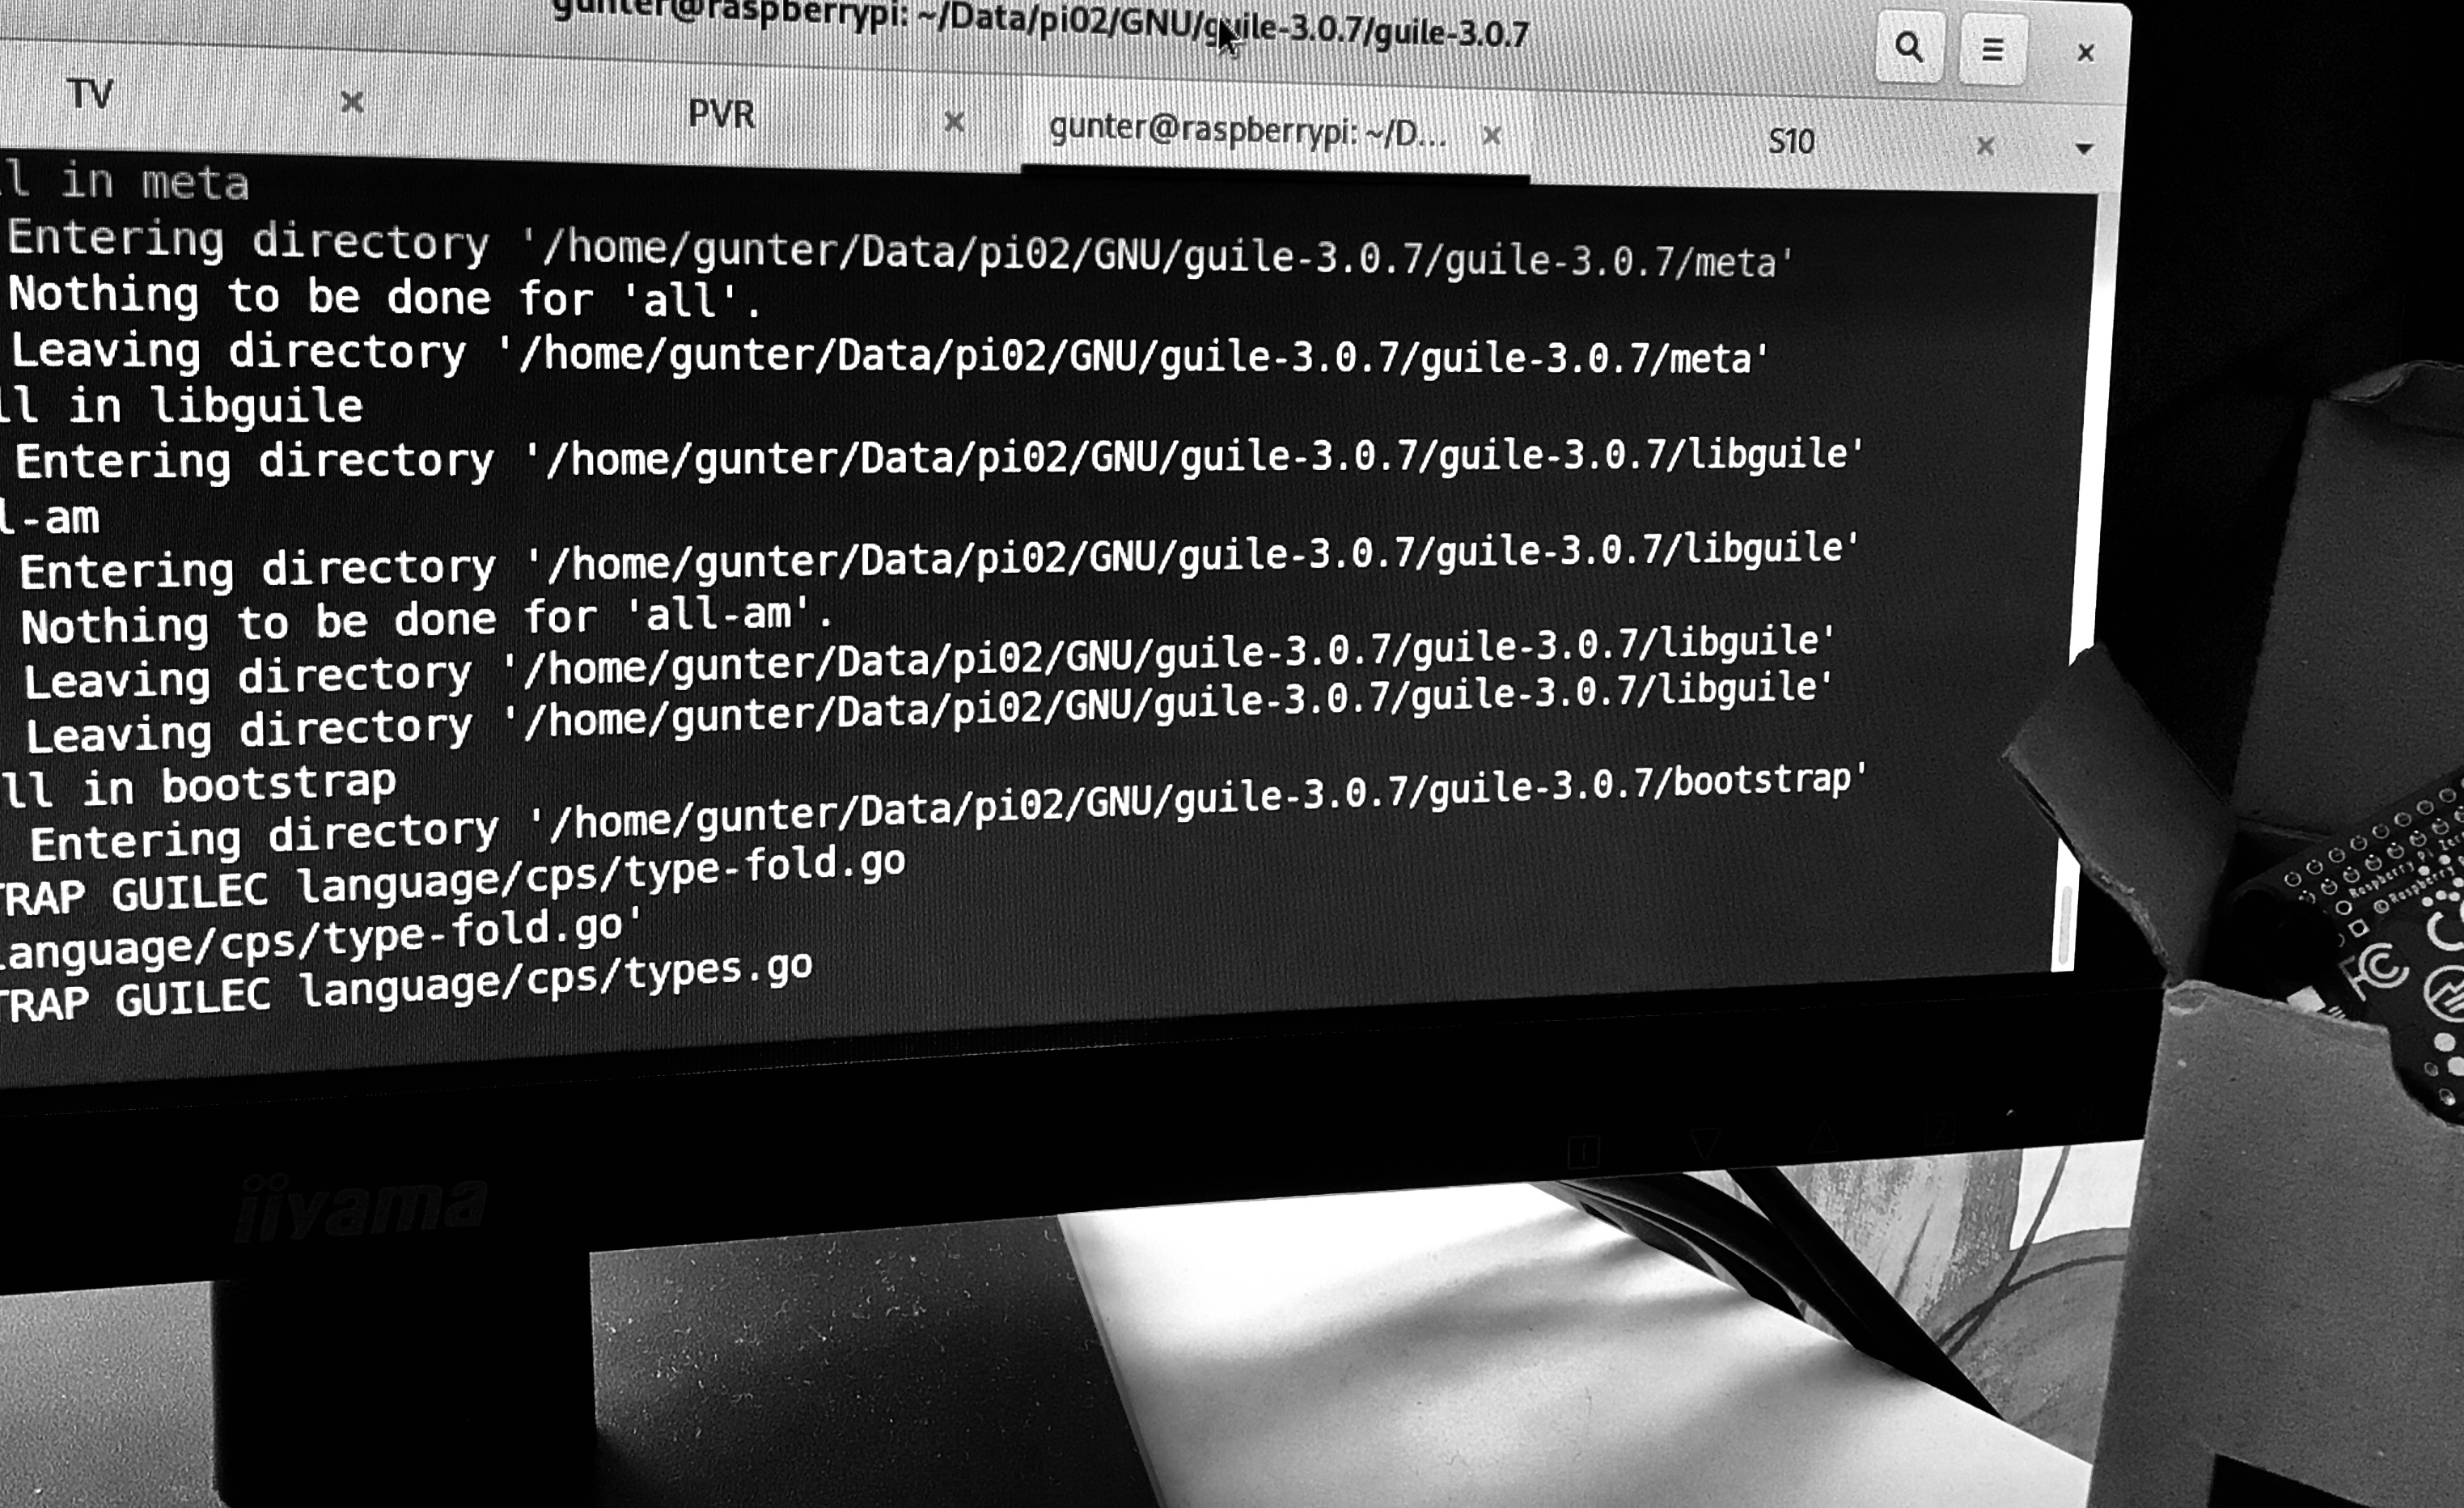 gunter@raspberrypi: ~/Data/pi02/GNU/guile-3.0.7/guile-3.0.7
TV
PVR
gunter@raspberrypi: ~/D...
S10
ll in meta
Entering directory '/home/gunter/Data/pi02/GNU/guile-3.0.7/guile-3.0.7/meta'
Nothing to be done for 'all'.
Leaving directory '/home/gunter/Data/pi02/GNU/guile-3.0.7/guile-3.0.7/meta'
ll in libguile
Entering directory '/home/gunter/Data/pi02/GNU/guile-3.0.7/guile-3.0.7/libguile'
l-am
Entering directory '/home/gunter/Data/pi02/GNU/guile-3.0.7/guile-3.0.7/libguile'
Nothing to be done for 'all-am'.
Leaving directory '/home/gunter/Data/pi02/GNU/guile-3.0.7/guile-3.0.7/libguile'
Leaving directory '/home/gunter/Data/pi02/GNU/guile-3.0.7/guile-3.0.7/libguile'
ll in bootstrap
Entering directory '/home/gunter/Data/pi02/GNU/guile-3.0.7/guile-3.0.7/bootstrap'
TRAP GUILEC language/cps/type-fold.go
language/cps/type-fold.go'
TRAP GUILEC language/cps/types.go
iiyama
Raspberry Pi Ze
©Raspberry
FC
C